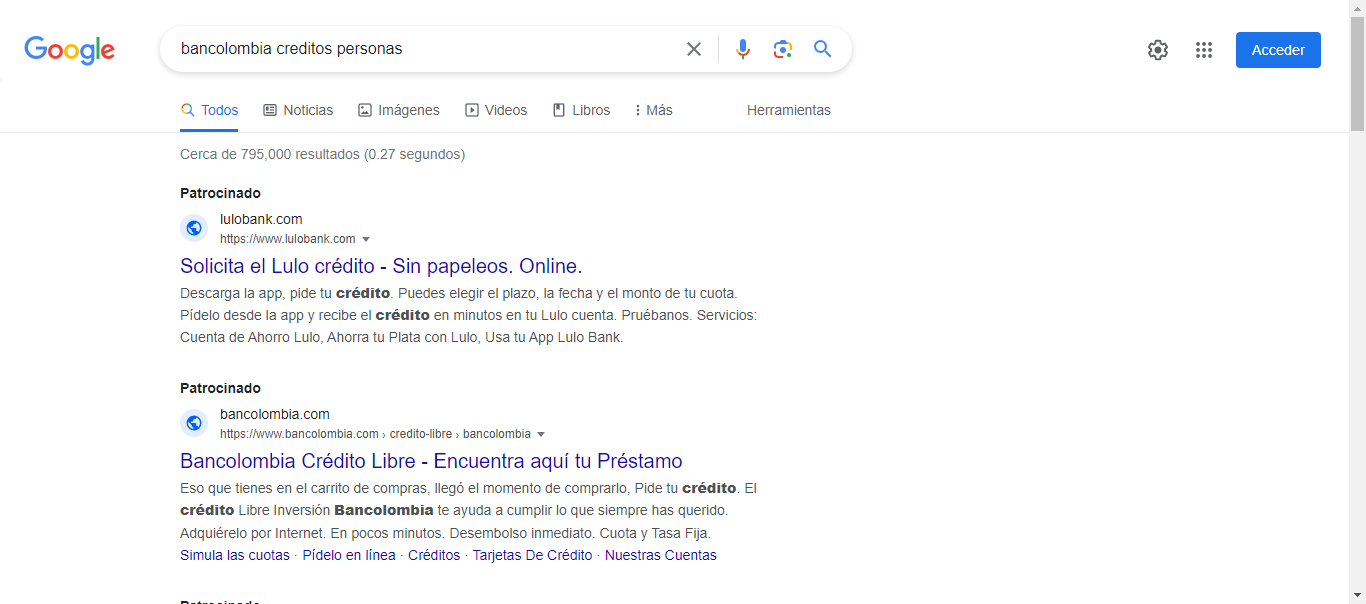 Google
bancolombia creditos personas
Acceder
Todos
Noticias
Imágenes
Videos
Libros
Más
Herramientas
Cerca de 795,000 resultados (0.27 segundos)
Patrocinado
lulobank.com
https://www.lulobank.com
Solicita el Lulo crédito - Sin papeleos. Online.
Descarga la app, pide tu crédito. Puedes elegir el plazo, la fecha y el monto de tu cuota.
Pídelo desde la app y recibe el crédito en minutos en tu Lulo cuenta. Pruébanos. Servicios:
Cuenta de Ahorro Lulo, Ahorra tu Plata con Lulo, Usa tu App Lulo Bank.
Patrocinado
bancolombia.com
https://www.bancolombia.com › credito-libre › bancolombia
Bancolombia Crédito Libre - Encuentra aquí tu Préstamo
Eso que tienes en el carrito de compras, llegó el momento de comprarlo, Pide tu crédito. El
crédito Libre Inversión Bancolombia te ayuda a cumplir lo que siempre has querido.
Adquiérelo por Internet. En pocos minutos. Desembolso inmediato. Cuota y Tasa Fija.
Simula las cuotas · Pídelo en línea · Créditos · Tarjetas De Crédito · Nuestras Cuentas
Patrocinado